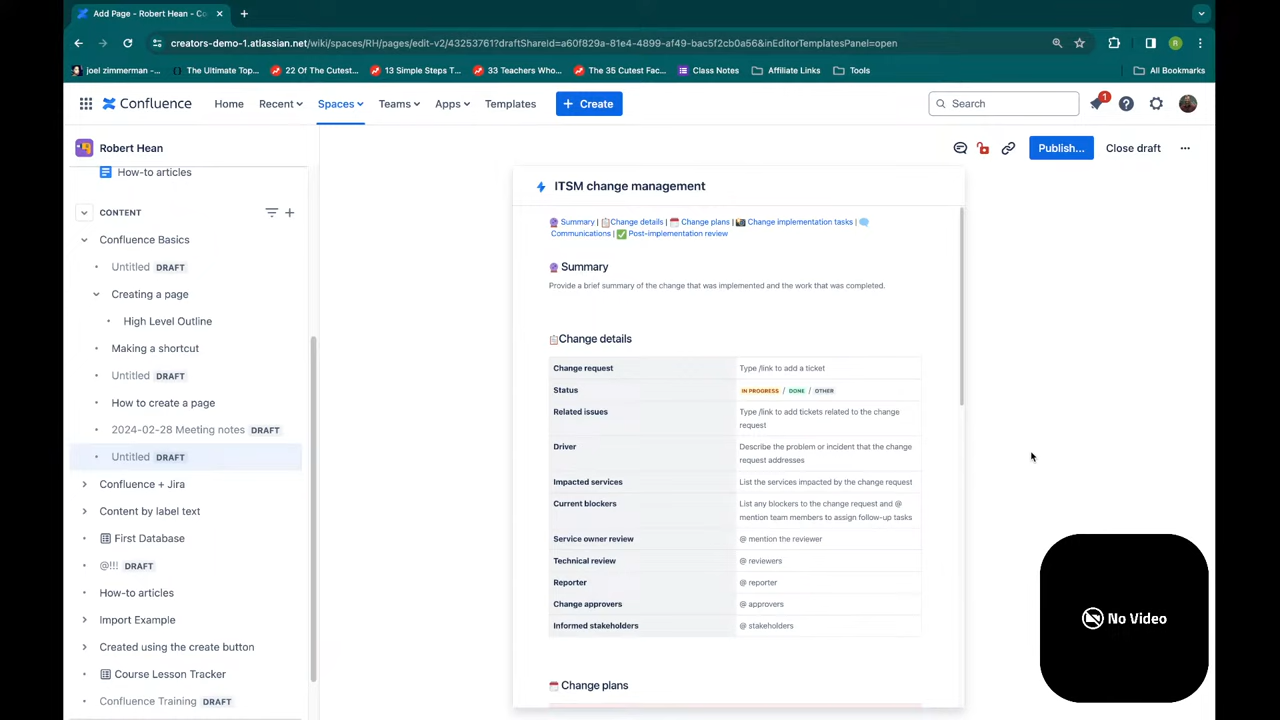 Add Page - Robert Hean - Co
creators-demo-1.atlassian.net/wiki/spaces/RH/pages/edit-v2/43253761?draftShareId=a60f829a-81e4-4899-af49-bac5f2cb0a56&inEditorTemplatesPanel=open
joel zimmerman -... The Ultimate Top... 22 Of The Cutest... 13 Simple Steps T... 33 Teachers Who... The 35 Cutest Fac... Class Notes Affiliate Links Tools All Bookmarks
Confluence Home Recent Spaces Teams Apps Templates + Create Search 1
Robert Hean
Publish... Close draft
How-to articles
CONTENT
Confluence Basics
Untitled DRAFT
Creating a page
High Level Outline
Making a shortcut
Untitled DRAFT
How to create a page
2024-02-28 Meeting notes DRAFT
Untitled DRAFT
Confluence + Jira
Content by label text
First Database
@!!! DRAFT
How-to articles
Import Example
Created using the create button
Course Lesson Tracker
Confluence Training DRAFT
ITSM change management
Summary | Change details | Change plans | Change implementation tasks |
Communications | Post-implementation review
Summary
Provide a brief summary of the change that was implemented and the work that was completed.
Change details
Change request Type /link to add a ticket
Status IN PROGRESS / DONE / OTHER
Related issues Type /link to add tickets related to the change
request
Driver Describe the problem or incident that the change
request addresses
Impacted services List the services impacted by the change request
Current blockers List any blockers to the change request and @
mention team members to assign follow-up tasks
Service owner review @ mention the reviewer
Technical review @ reviewers
Reporter @ reporter
Change approvers @ approvers
Informed stakeholders @ stakeholders
Change plans
No Video